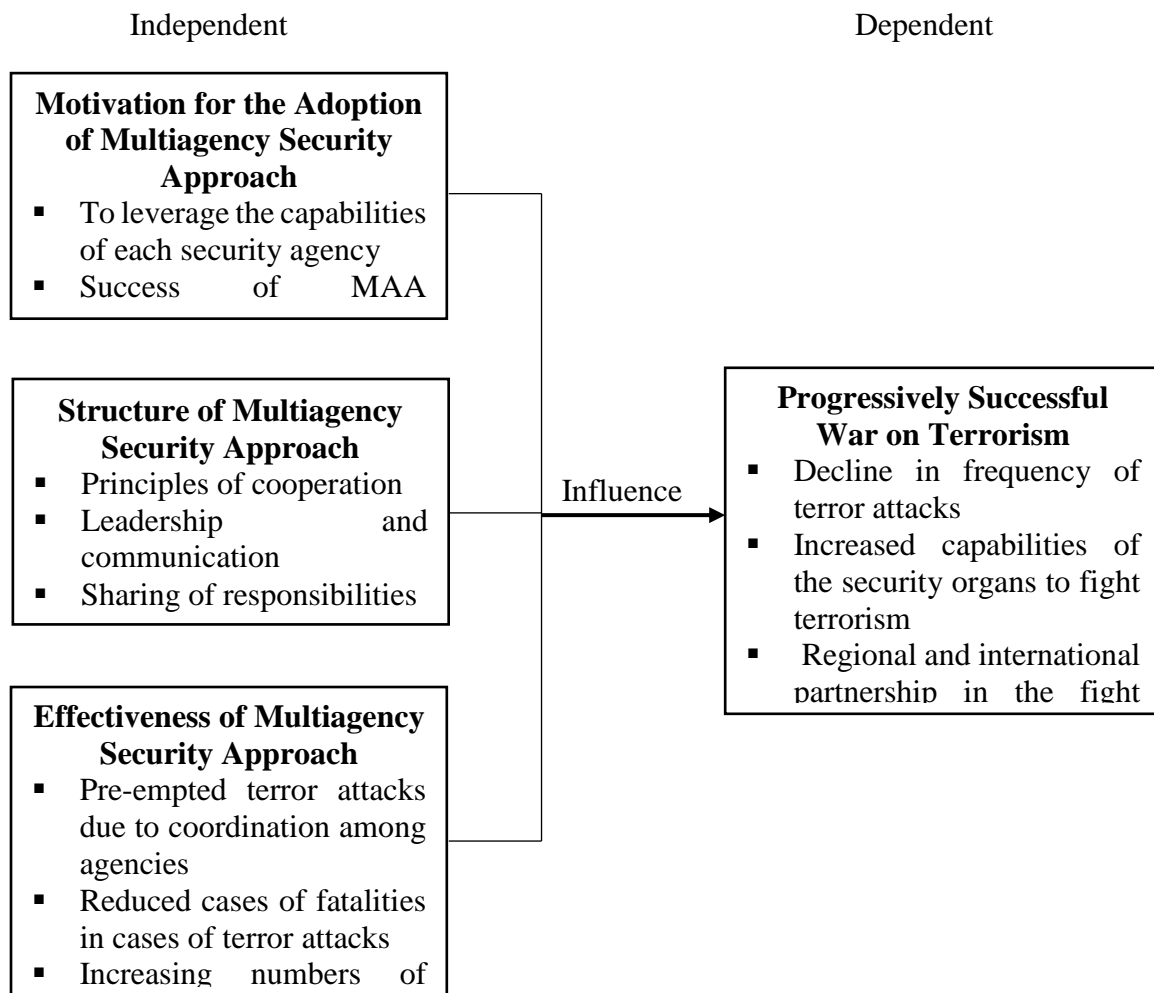 Independent
Dependent
Motivation for the Adoption
of Multiagency Security
Approach
▪ To leverage the capabilities
of each security agency
▪ Success of MAA
Structure of Multiagency
Security Approach
▪ Principles of cooperation
▪ Leadership and
communication
▪ Sharing of responsibilities
Effectiveness of Multiagency
Security Approach
▪ Pre-empted terror attacks
due to coordination among
agencies
▪ Reduced cases of fatalities
in cases of terror attacks
▪ Increasing numbers of
Influence
Progressively Successful
War on Terrorism
▪ Decline in frequency of
terror attacks
▪ Increased capabilities of
the security organs to fight
terrorism
▪ Regional and international
partnership in the fight